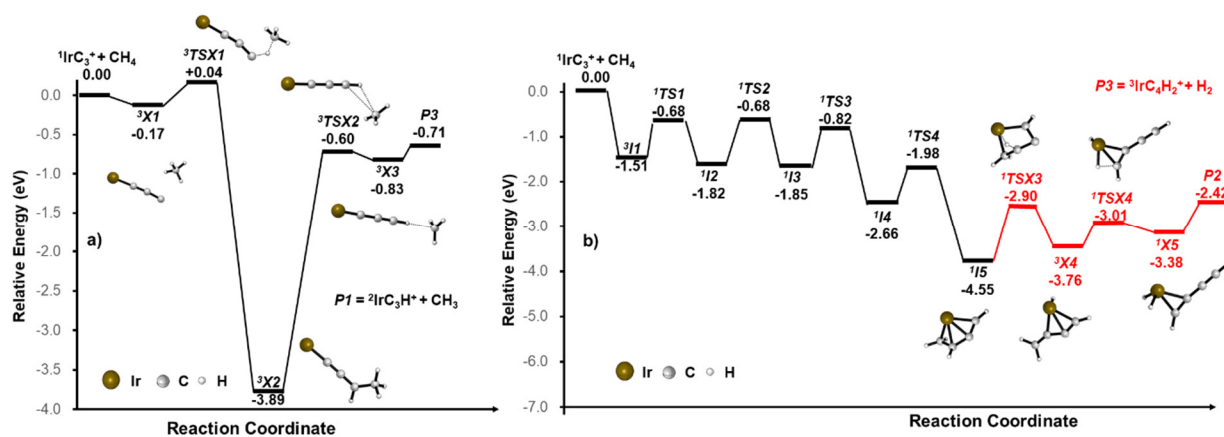 ¹IrC₃⁺ + CH₄
0.00
³TSX1
+0.04
³X1
-0.17
³TSX2
-0.60
P3
-0.71
³X3
-0.83
a)
P1 = ²IrC₃H⁺ + CH₃
³X2
-3.89
Ir C H
0.0
-0.5
-1.0
-1.5
-2.0
-2.5
-3.0
-3.5
-4.0
Relative Energy (eV)
Reaction Coordinate
¹IrC₃⁺ + CH₄
0.00
P3 = ³IrC₄H₂⁺ + H₂
¹TS1
-0.68
¹TS2
-0.68
¹TS3
-0.82
³I1
-1.51
¹I2
-1.82
¹I3
-1.85
¹TS4
-1.98
¹I4
-2.66
¹TSX3
-2.90
¹TSX4
-3.01
P2
-2.42
¹I5
-4.55
³X4
-3.76
¹X5
-3.38
b)
Ir C H
0.0
-1.0
-2.0
-3.0
-4.0
-5.0
-6.0
-7.0
Relative Energy (eV)
Reaction Coordinate